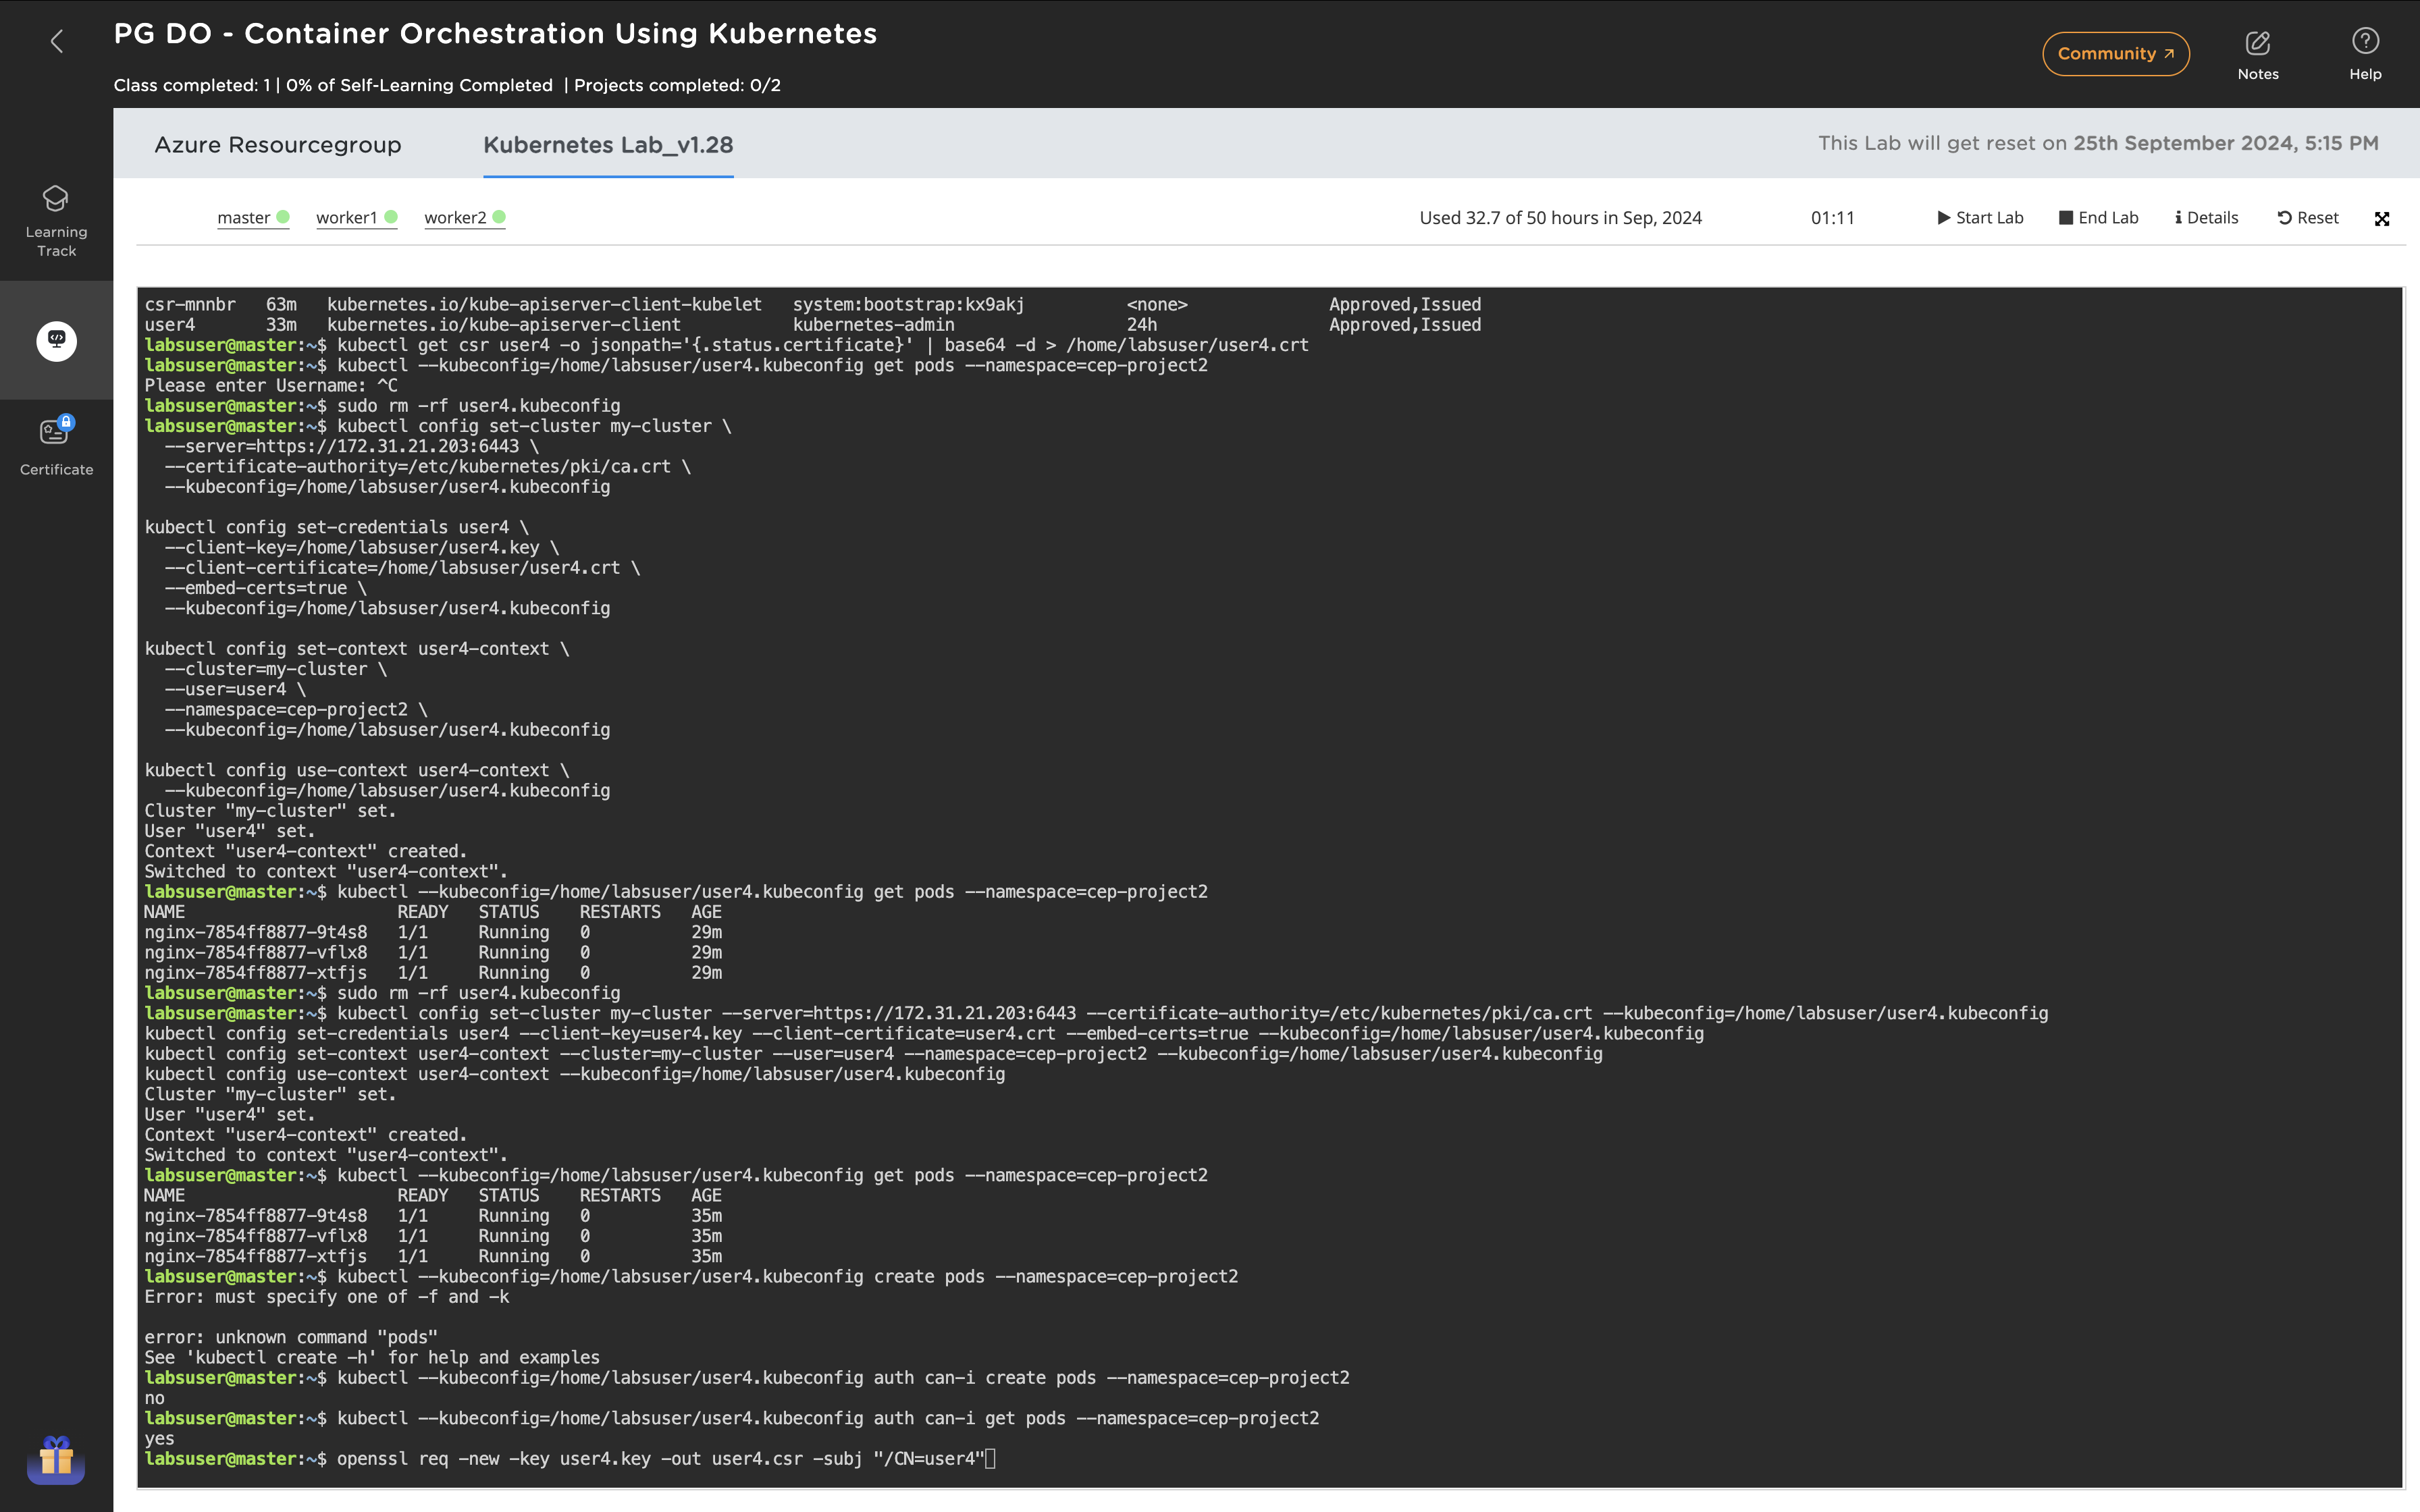 PG DO - Container Orchestration Using Kubernetes
Class completed: 1 | 0% of Self-Learning Completed | Projects completed: 0/2
Community ↗
Notes
Help
Learning
Track
Certificate
Azure Resourcegroup
Kubernetes Lab_v1.28
This Lab will get reset on 25th September 2024, 5:15 PM
master
worker1
worker2
Used 32.7 of 50 hours in Sep, 2024
01:11
Start Lab
End Lab
Details
Reset
csr-mnnbr   63m   kubernetes.io/kube-apiserver-client-kubelet   system:bootstrap:kx9akj          <none>              Approved,Issued
user4       33m   kubernetes.io/kube-apiserver-client           kubernetes-admin                 24h                 Approved,Issued
labsuser@master:~$ kubectl get csr user4 -o jsonpath='{.status.certificate}' | base64 -d > /home/labsuser/user4.crt
labsuser@master:~$ kubectl --kubeconfig=/home/labsuser/user4.kubeconfig get pods --namespace=cep-project2
Please enter Username: ^C
labsuser@master:~$ sudo rm -rf user4.kubeconfig
labsuser@master:~$ kubectl config set-cluster my-cluster \
  --server=https://172.31.21.203:6443 \
  --certificate-authority=/etc/kubernetes/pki/ca.crt \
  --kubeconfig=/home/labsuser/user4.kubeconfig
kubectl config set-credentials user4 \
  --client-key=/home/labsuser/user4.key \
  --client-certificate=/home/labsuser/user4.crt \
  --embed-certs=true \
  --kubeconfig=/home/labsuser/user4.kubeconfig
kubectl config set-context user4-context \
  --cluster=my-cluster \
  --user=user4 \
  --namespace=cep-project2 \
  --kubeconfig=/home/labsuser/user4.kubeconfig
kubectl config use-context user4-context \
  --kubeconfig=/home/labsuser/user4.kubeconfig
Cluster "my-cluster" set.
User "user4" set.
Context "user4-context" created.
Switched to context "user4-context".
labsuser@master:~$ kubectl --kubeconfig=/home/labsuser/user4.kubeconfig get pods --namespace=cep-project2
NAME                     READY   STATUS    RESTARTS   AGE
nginx-7854ff8877-9t4s8   1/1     Running   0          29m
nginx-7854ff8877-vflx8   1/1     Running   0          29m
nginx-7854ff8877-xtfjs   1/1     Running   0          29m
labsuser@master:~$ sudo rm -rf user4.kubeconfig
labsuser@master:~$ kubectl config set-cluster my-cluster --server=https://172.31.21.203:6443 --certificate-authority=/etc/kubernetes/pki/ca.crt --kubeconfig=/home/labsuser/user4.kubeconfig
kubectl config set-credentials user4 --client-key=user4.key --client-certificate=user4.crt --embed-certs=true --kubeconfig=/home/labsuser/user4.kubeconfig
kubectl config set-context user4-context --cluster=my-cluster --user=user4 --namespace=cep-project2 --kubeconfig=/home/labsuser/user4.kubeconfig
kubectl config use-context user4-context --kubeconfig=/home/labsuser/user4.kubeconfig
Cluster "my-cluster" set.
User "user4" set.
Context "user4-context" created.
Switched to context "user4-context".
labsuser@master:~$ kubectl --kubeconfig=/home/labsuser/user4.kubeconfig get pods --namespace=cep-project2
NAME                     READY   STATUS    RESTARTS   AGE
nginx-7854ff8877-9t4s8   1/1     Running   0          35m
nginx-7854ff8877-vflx8   1/1     Running   0          35m
nginx-7854ff8877-xtfjs   1/1     Running   0          35m
labsuser@master:~$ kubectl --kubeconfig=/home/labsuser/user4.kubeconfig create pods --namespace=cep-project2
Error: must specify one of -f and -k
error: unknown command "pods"
See 'kubectl create -h' for help and examples
labsuser@master:~$ kubectl --kubeconfig=/home/labsuser/user4.kubeconfig auth can-i create pods --namespace=cep-project2
no
labsuser@master:~$ kubectl --kubeconfig=/home/labsuser/user4.kubeconfig auth can-i get pods --namespace=cep-project2
yes
labsuser@master:~$ openssl req -new -key user4.key -out user4.csr -subj "/CN=user4"